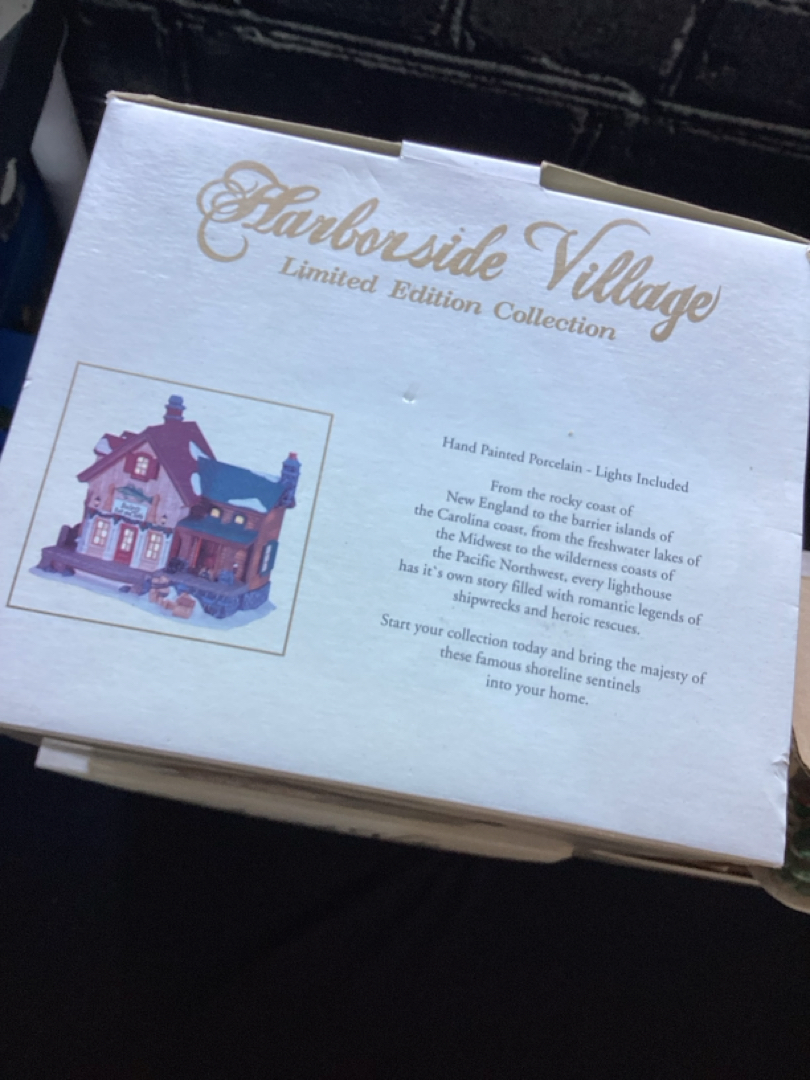 Harborside Village
Limited Edition Collection
Hand Painted Porcelain - Lights Included
From the rocky coast of
New England to the barrier islands of
the Carolina coast, from the freshwater lakes of
the Midwest to the wilderness coasts of
the Pacific Northwest, every lighthouse
has it`s own story filled with romantic legends of
shipwrecks and heroic rescues.
Start your collection today and bring the majesty of
these famous shoreline sentinels
into your home.